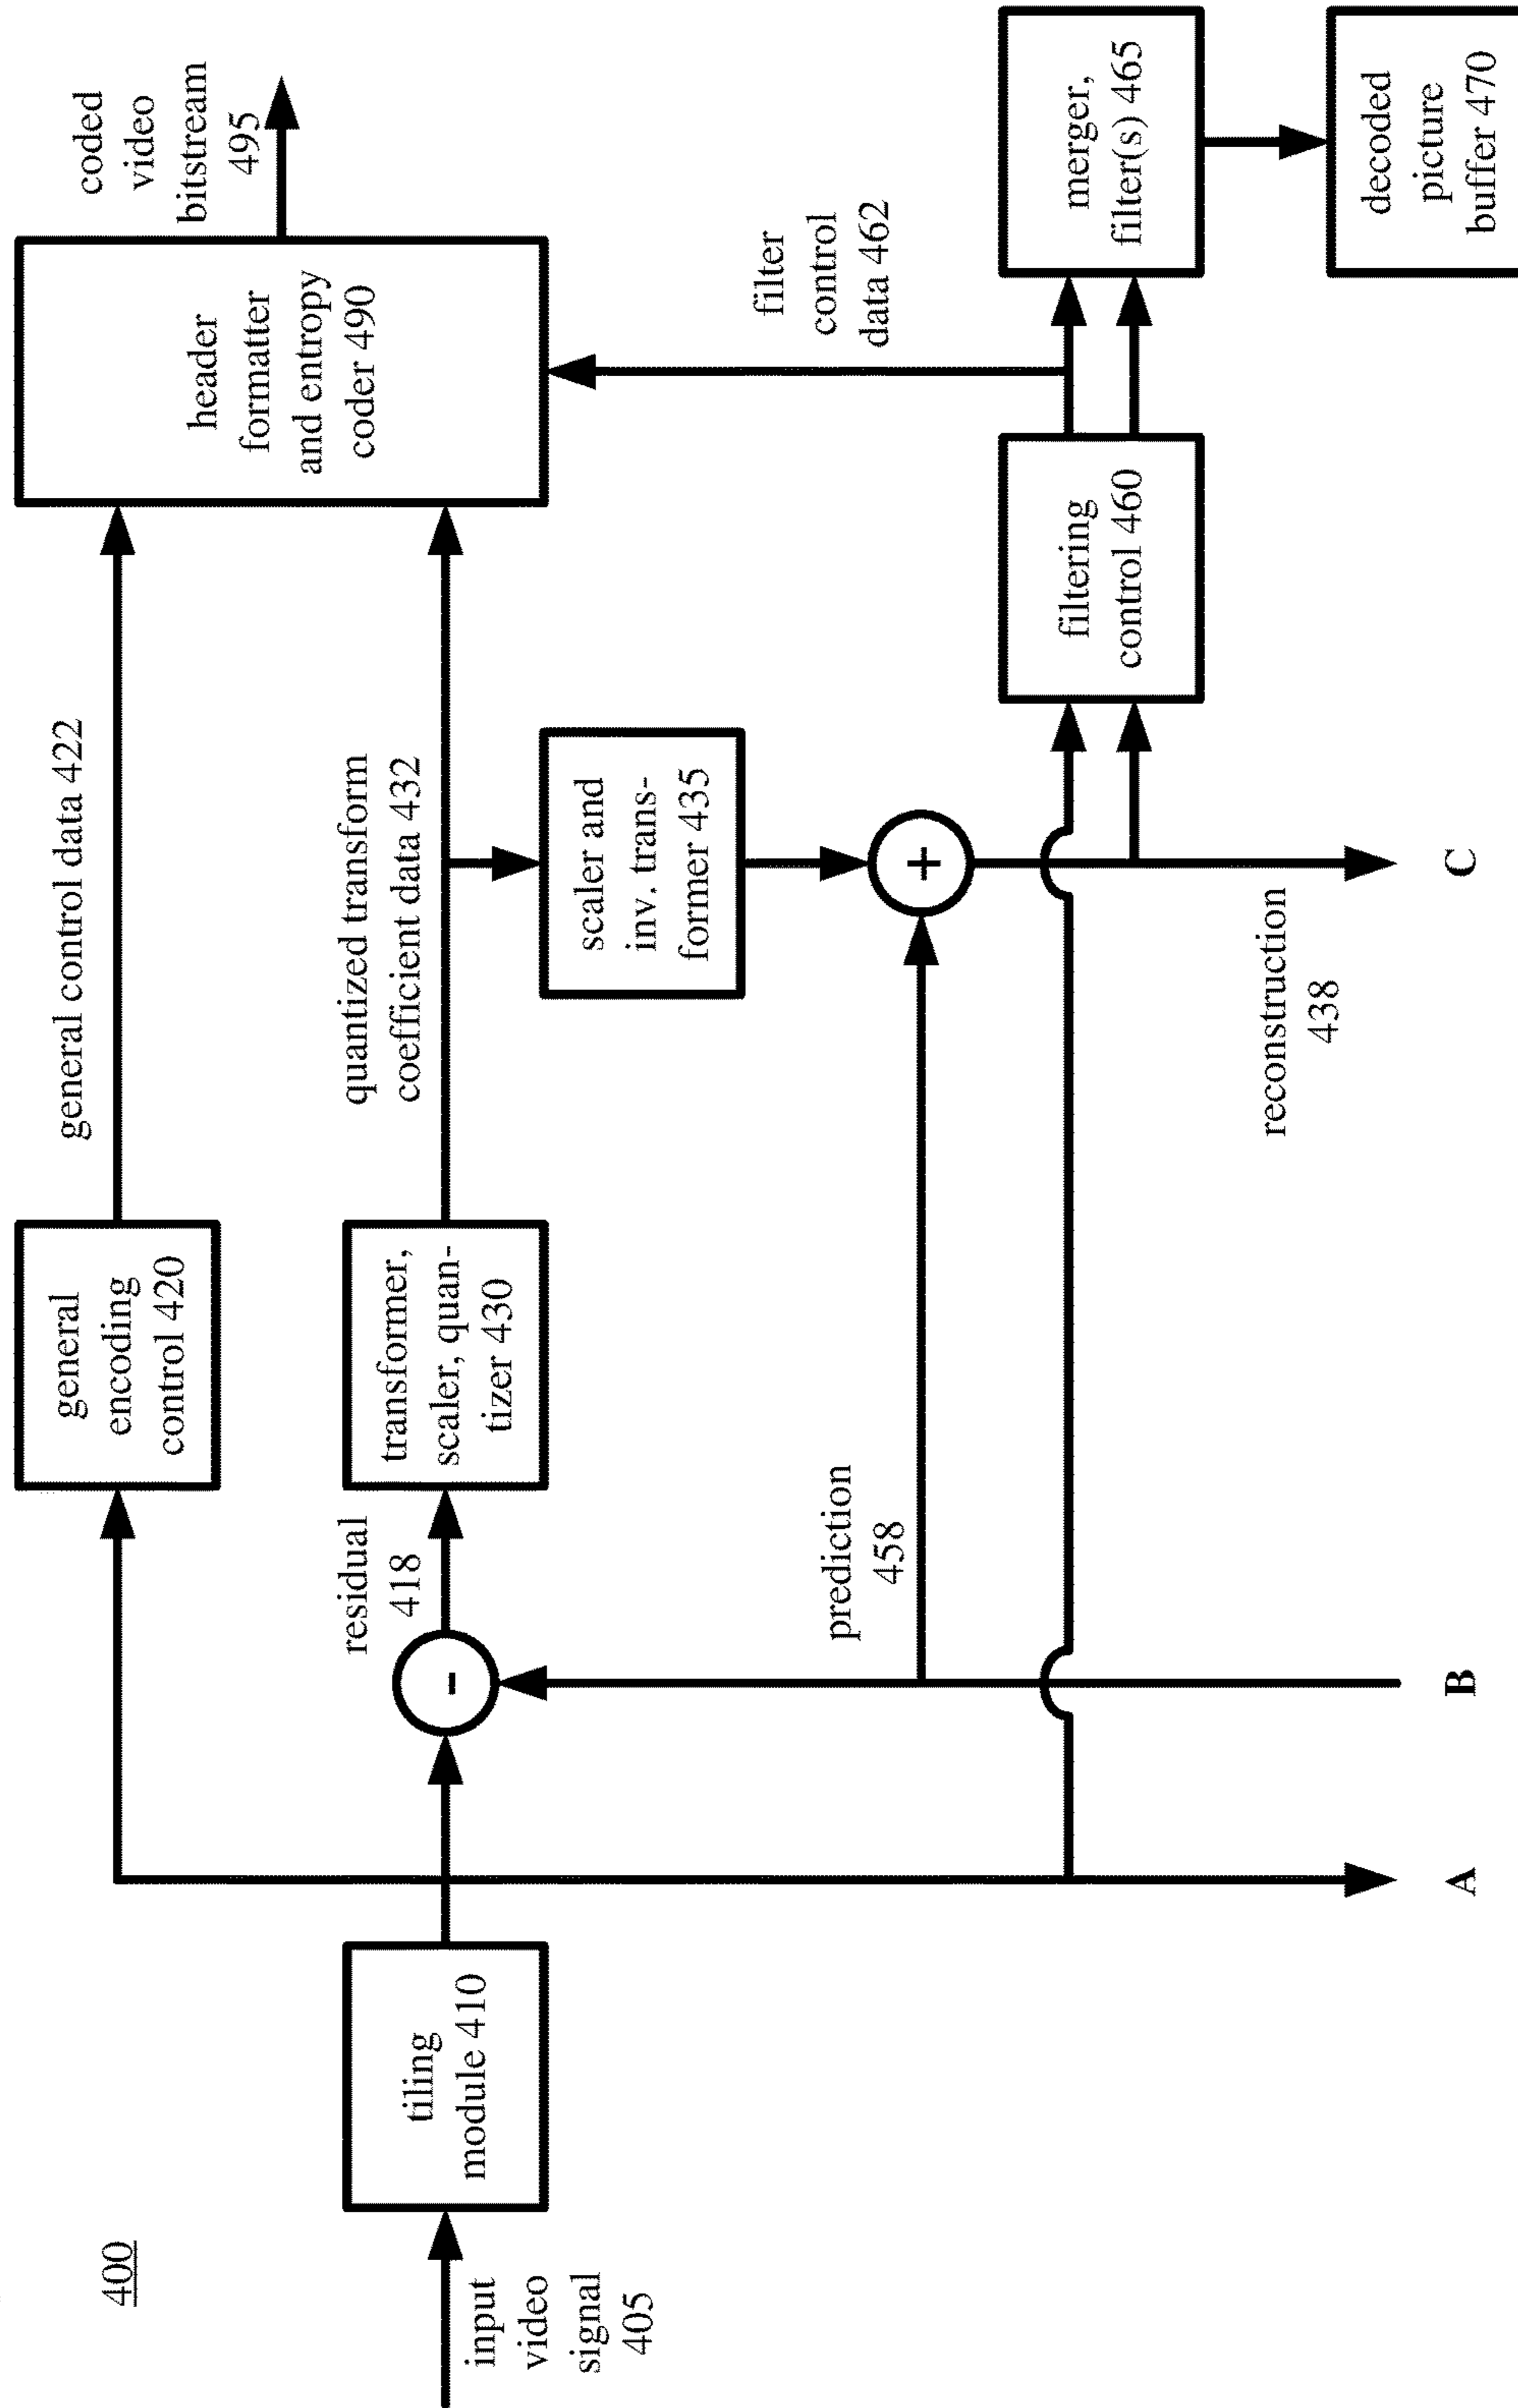 400
input
video
signal
405
tiling
module 410
general
encoding
control 420
general control data 422
header
formatter
and entropy
coder 490
coded
video
bitstream
495
-
residual
418
transformer,
scaler, quan-
tizer 430
quantized transform
coefficient data 432
scaler and
inv. trans-
former 435
prediction
458
+
filter
control
data 462
filtering
control 460
merger,
filter(s) 465
decoded
picture
buffer 470
reconstruction
438
A
B
C